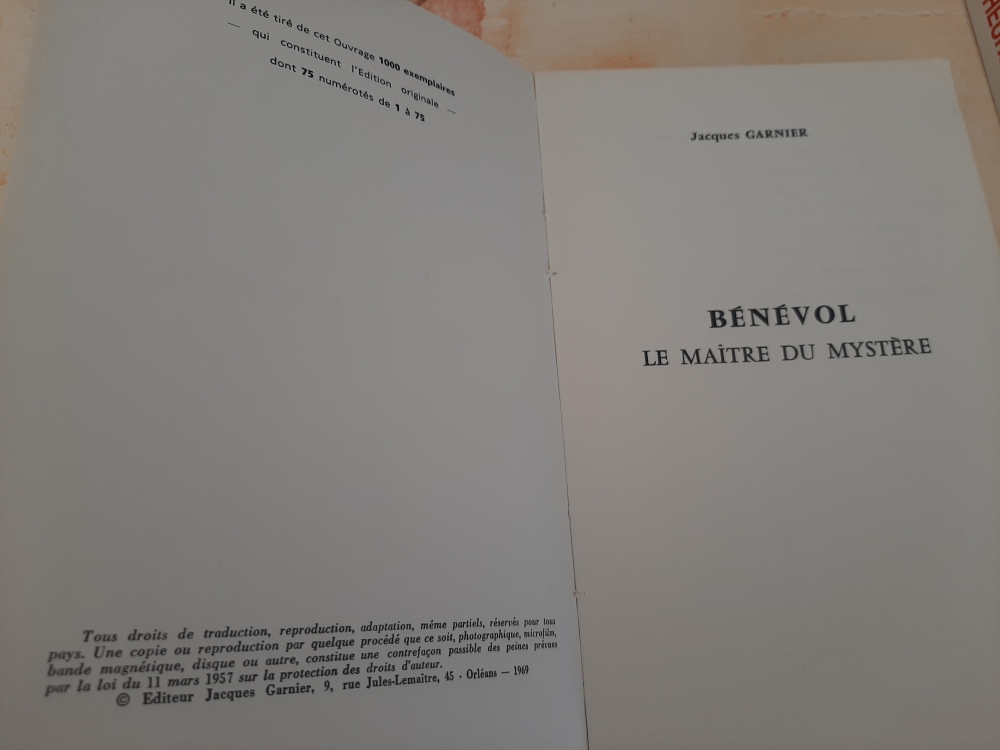 Il a été tiré de cet Ouvrage 1000 exemplaires
— qui constituent l'Edition originale —
dont 75 numérotés de 1 à 75
Tous droits de traduction, reproduction, adaptation, même partiels, réservés pour tous
pays. Une copie ou reproduction par quelque procédé que ce soit, photographique, microfilm,
bande magnétique, disque ou autre, constitue une contrefaçon passible des peines prévues
par la loi du 11 mars 1957 sur la protection des droits d'auteur.
© Editeur Jacques Garnier, 9, rue Jules-Lemaître, 45 - Orléans — 1969
Jacques GARNIER
BÉNÉVOL
LE MAÎTRE DU MYSTÈRE